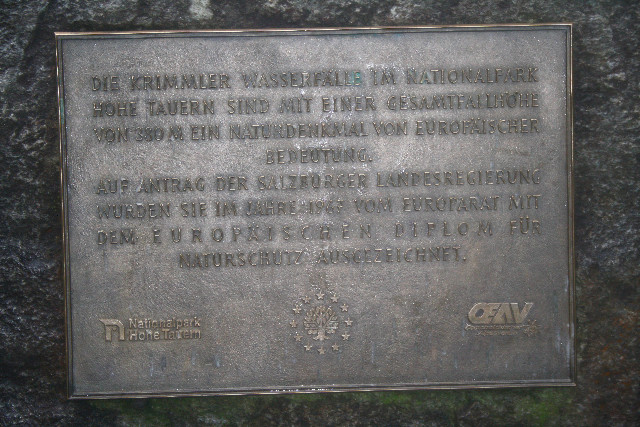 DIE KRIMMLER WASSERFÄLLE IM NATIONALPARK
HOHE TAUERN SIND MIT EINER GESAMTFALLHÖHE
VON 380 M EIN NATURDENKMAL VON EUROPÄISCHER
BEDEUTUNG.
AUF ANTRAG DER SALZBURGER LANDESREGIERUNG
WURDEN SIE IM JAHRE 1967 VOM EUROPARAT MIT
DEM EUROPÄISCHEN DIPLOM FÜR
NATURSCHUTZ AUSGEZEICHNET.
Nationalpark
Hohe Tauern
OEAV